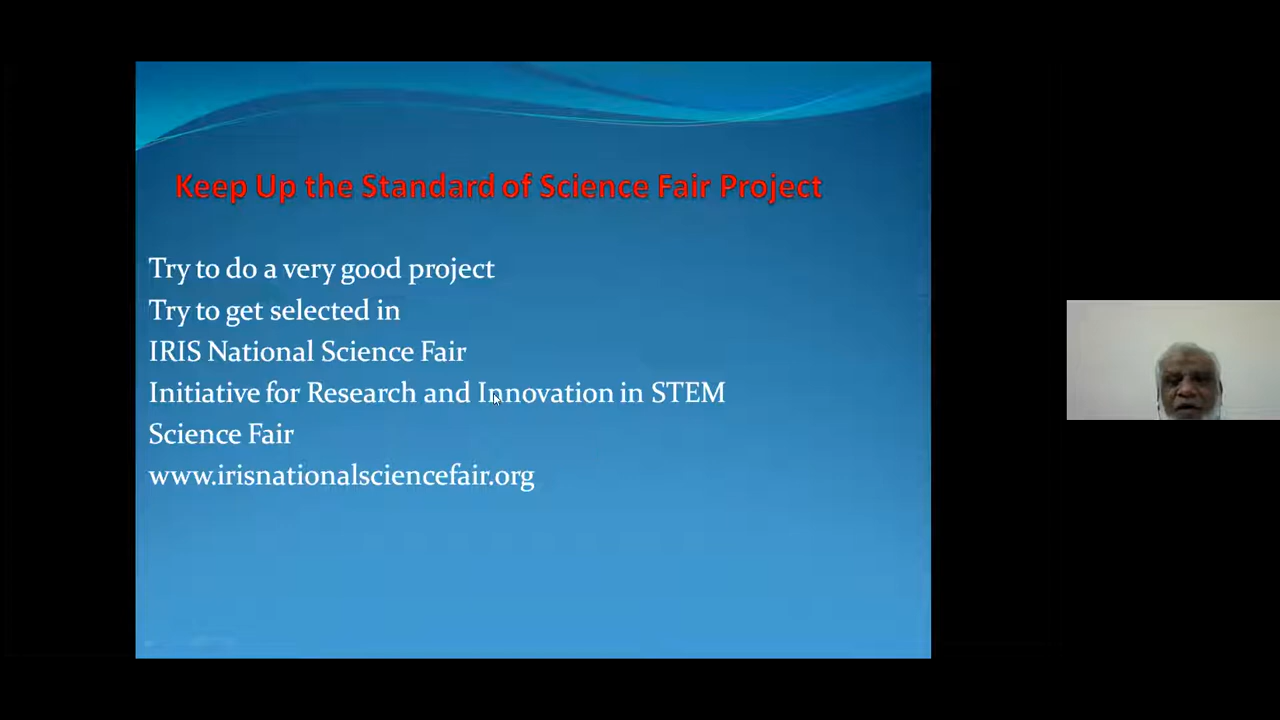 Keep Up the Standard of Science Fair Project
Try to do a very good project
Try to get selected in
IRIS National Science Fair
Initiative for Research and Innovation in STEM
Science Fair
www.irisnationalsciencefair.org